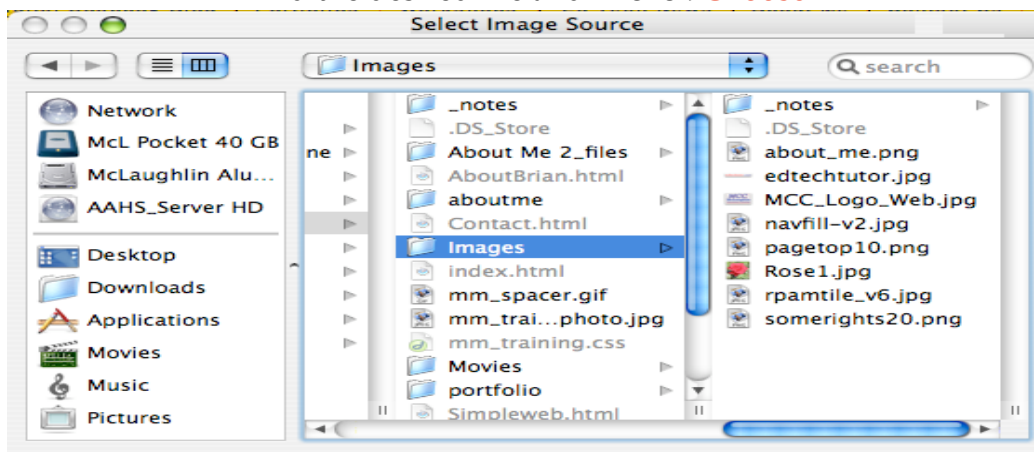 Select Image Source
Images
search
Network
McL Pocket 40 GB
McLaughlin Alu...
AAHS_Server HD
Desktop
Downloads
Applications
Movies
Music
Pictures
ne
_notes
.DS_Store
About Me 2_files
AboutBrian.html
aboutme
Contact.html
Images
index.html
mm_spacer.gif
mm_trai...photo.jpg
mm_training.css
Movies
portfolio
Simpleweb.html
_notes
.DS_Store
about_me.png
edtechtutor.jpg
MCC_Logo_Web.jpg
navfill-v2.jpg
pagetop10.png
Rose1.jpg
rpamtile_v6.jpg
somerights20.png